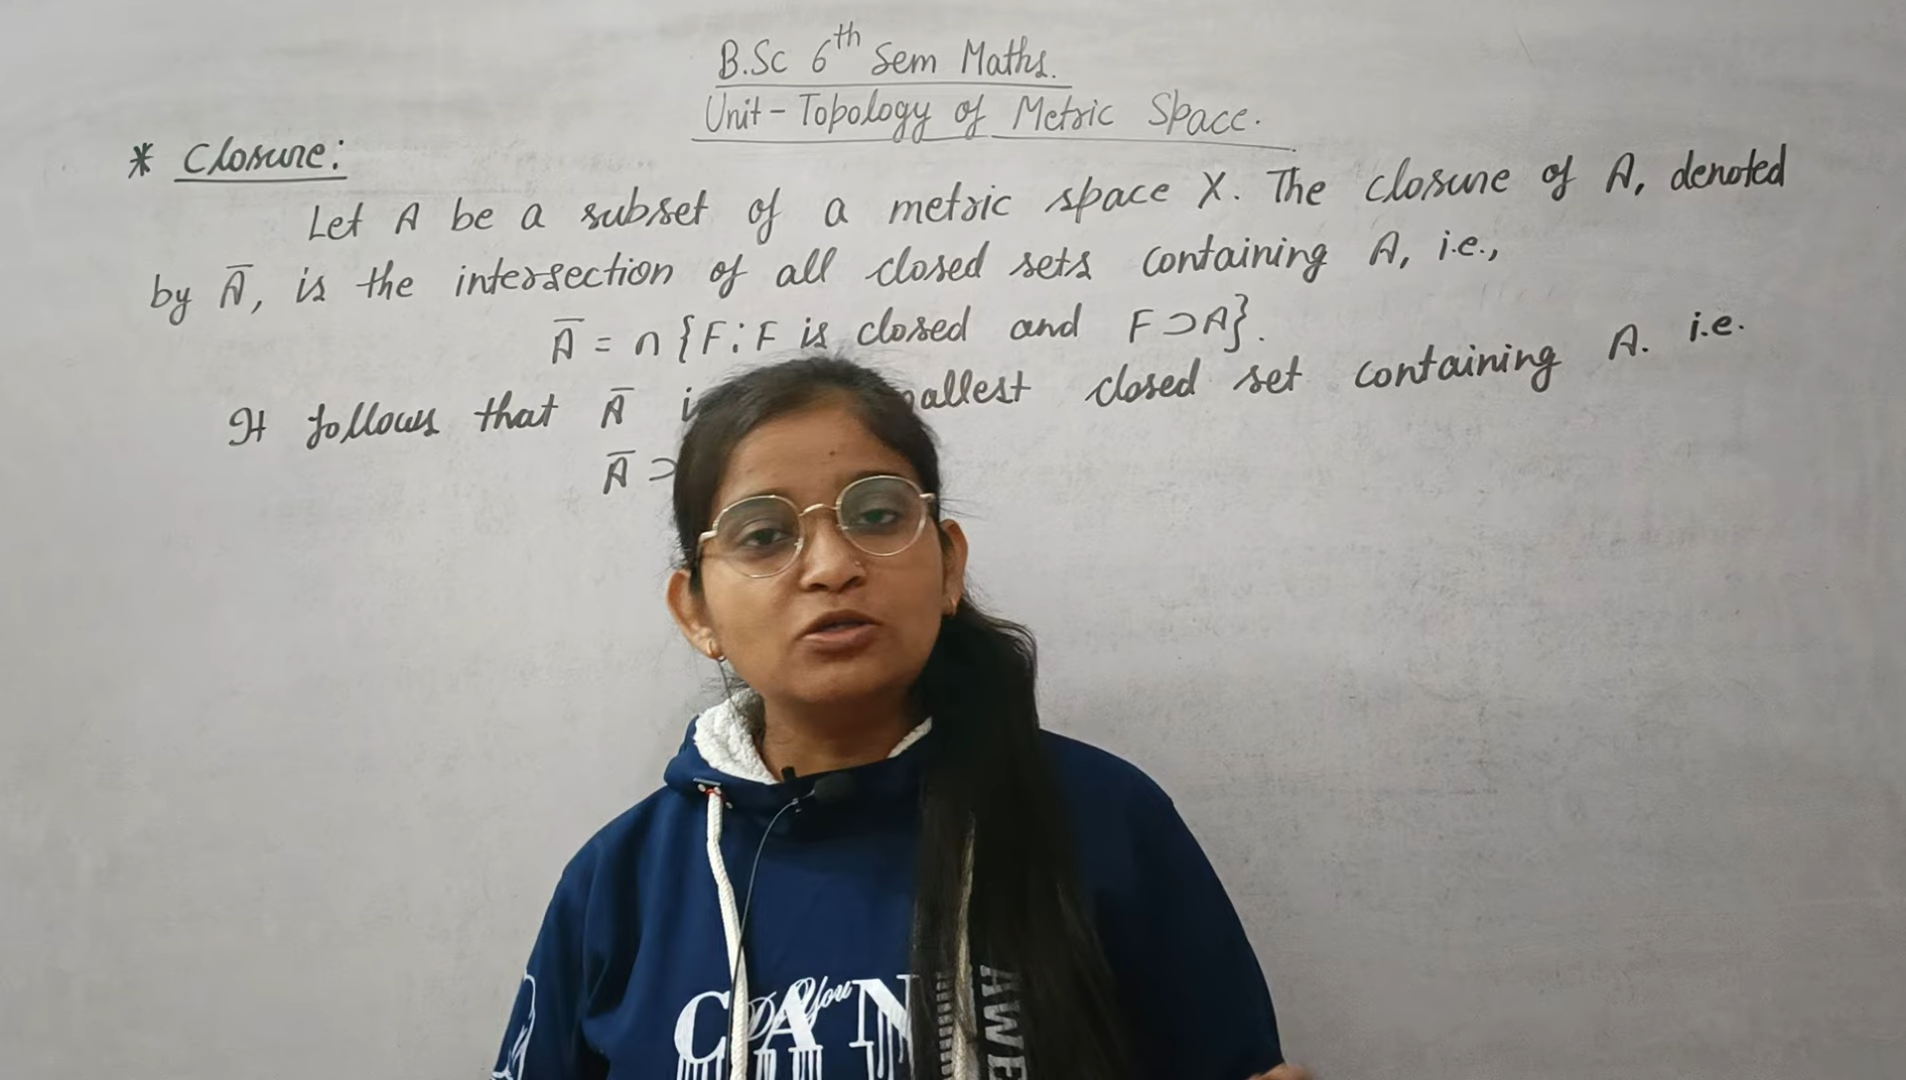 B.Sc 6th Sem Maths.
Unit - Topology of Metric Space.
* Closure:
Let A be a subset of a metric space X. The closure of A, denoted
by Ā, is the intersection of all closed sets containing A, i.e.,
Ā = ∩ {F : F is closed and F ⊃ A}.
It follows that Ā closed set containing A. i.e.
Ā ⊃
Do You
CAN